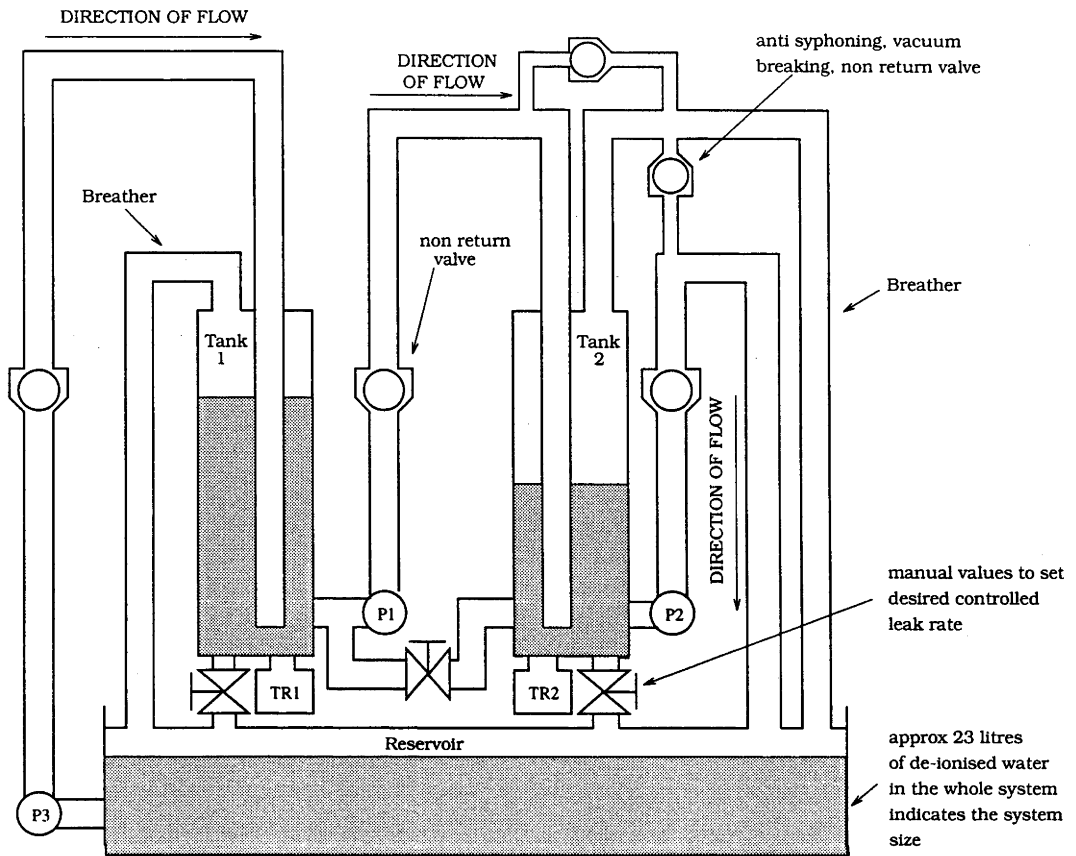 DIRECTION OF FLOW
DIRECTION
OF FLOW
anti syphoning, vacuum
breaking, non return valve
Breather
non return
valve
Breather
Tank
1
Tank
2
DIRECTION OF FLOW
P1
P2
manual values to set
desired controlled
leak rate
TR1
TR2
Reservoir
approx 23 litres
of de-ionised water
in the whole system
indicates the system
size
P3